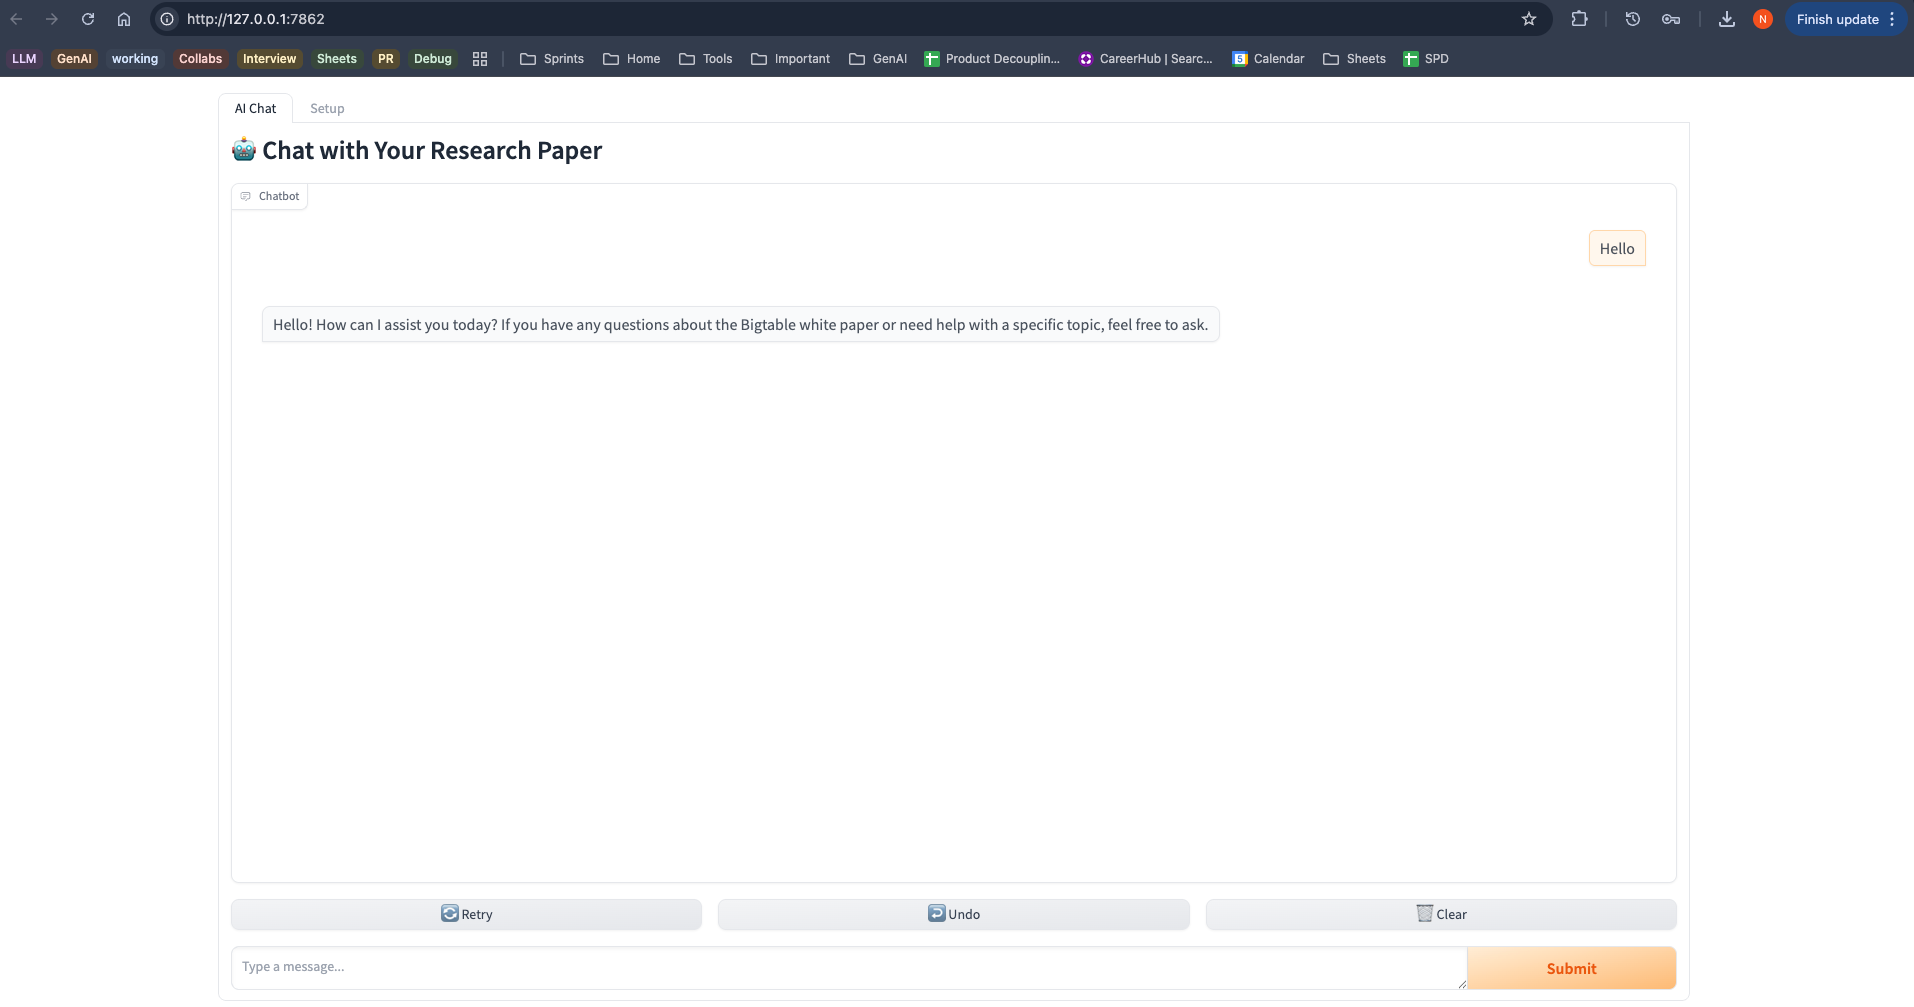 http://127.0.0.1:7862
N
Finish update
LLM GenAI working Collabs Interview Sheets PR Debug Sprints Home Tools Important GenAI Product Decouplin... CareerHub | Searc... 5 Calendar Sheets SPD
AI Chat Setup
Chat with Your Research Paper
Chatbot
Hello
Hello! How can I assist you today? If you have any questions about the Bigtable white paper or need help with a specific topic, feel free to ask.
Retry Undo Clear
Type a message... Submit